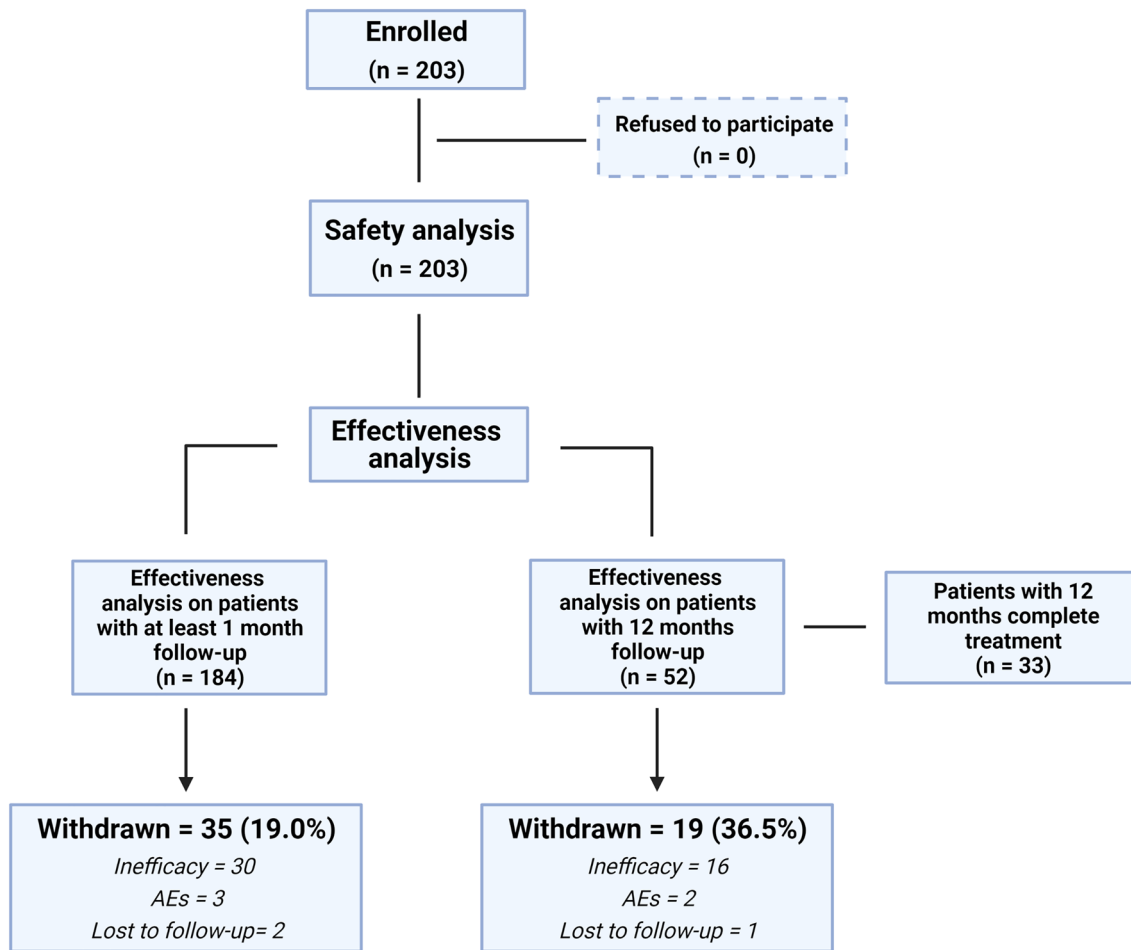 Enrolled
(n = 203)
Refused to participate
(n = 0)
Safety analysis
(n = 203)
Effectiveness
analysis
Effectiveness
analysis on patients
with at least 1 month
follow-up
(n = 184)
Effectiveness
analysis on patients
with 12 months
follow-up
(n = 52)
Patients with 12
months complete
treatment
(n = 33)
Withdrawn = 35 (19.0%)
Inefficacy = 30
AEs = 3
Lost to follow-up= 2
Withdrawn = 19 (36.5%)
Inefficacy = 16
AEs = 2
Lost to follow-up = 1